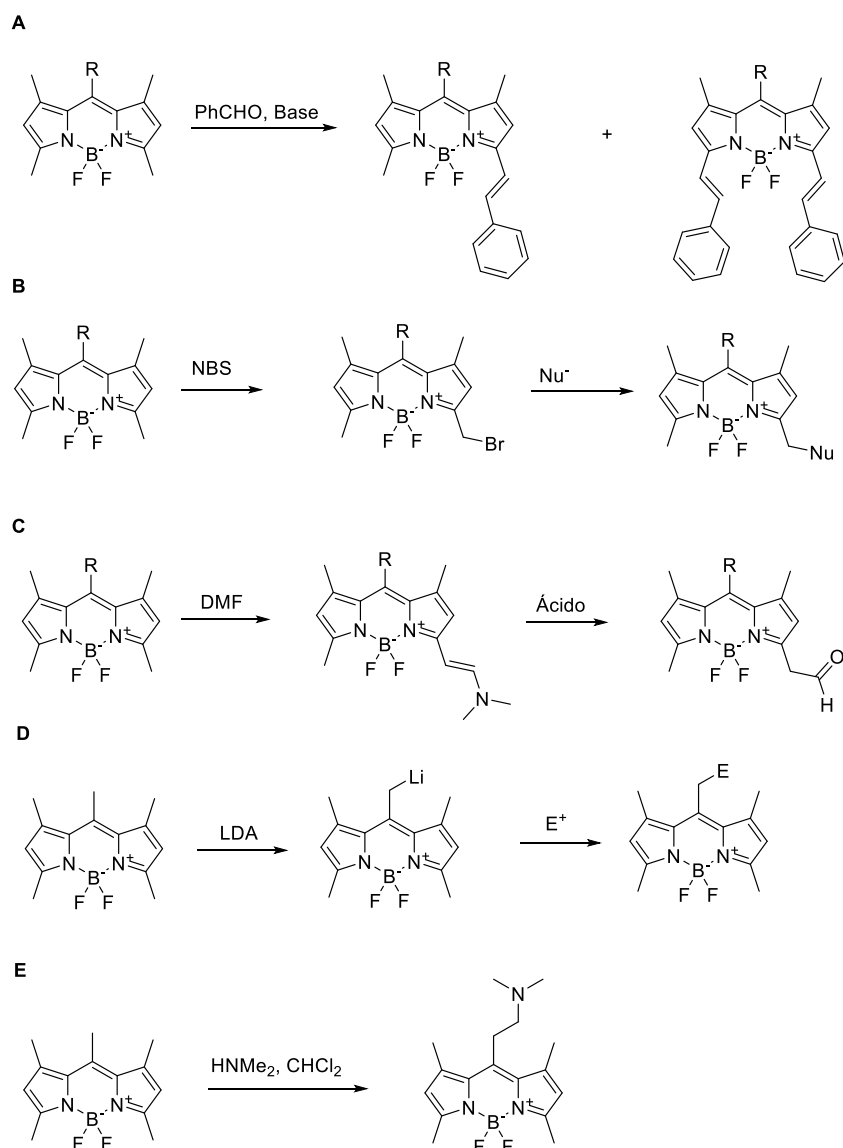 A
R
PhCHO, Base
R
+
R
N
B-
N+
F F
N
B-
N+
F F
N
B-
N+
F F
B
R
NBS
R
Nu-
R
N
B-
N+
F F
N
B-
N+
F F
Br
N
B-
N+
F F
Nu
C
R
DMF
R
Ácido
R
N
B-
N+
F F
N
B-
N+
F F
N
N
B-
N+
F F
O
H
D
Li
E
LDA
E+
N
B-
N+
F F
N
B-
N+
F F
N
B-
N+
F F
E
N
HNMe2, CHCl2
N
B-
N+
F F
N
B-
N+
F F